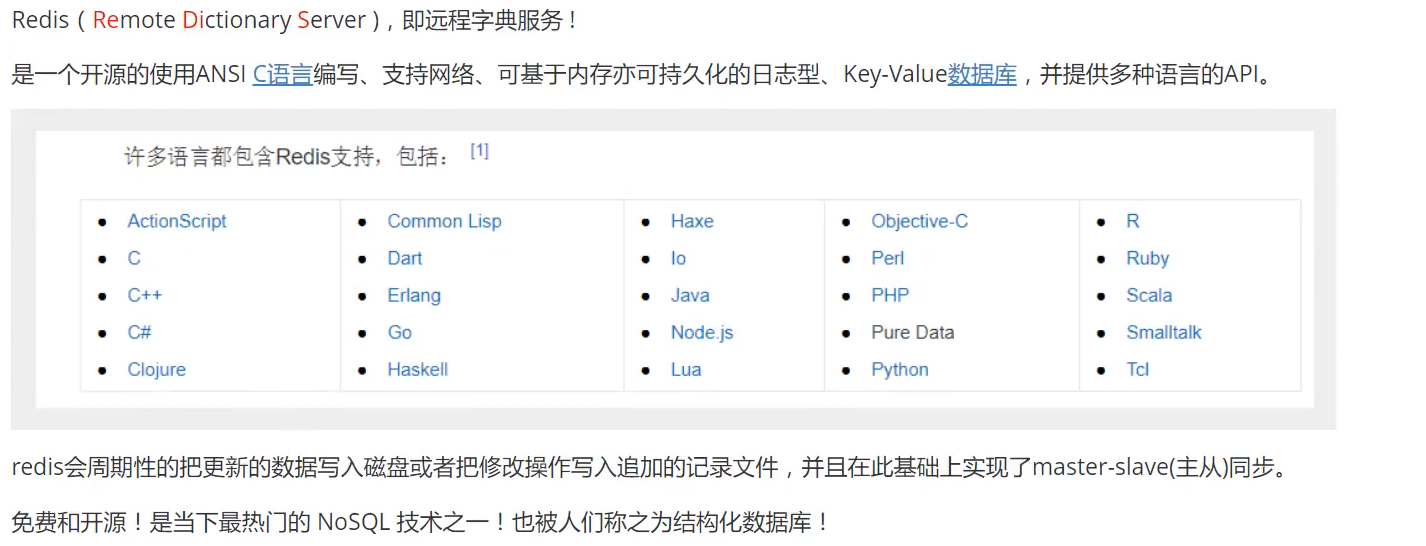 Redis（Remote Dictionary Server )，即远程字典服务！
是一个开源的使用ANSI C语言编写、支持网络、可基于内存亦可持久化的日志型、Key-Value数据库，并提供多种语言的API。
许多语言都包含Redis支持，包括： [1]
ActionScript Common Lisp Haxe Objective-C R
C Dart Io Perl Ruby
C++ Erlang Java PHP Scala
C# Go Node.js Pure Data Smalltalk
Clojure Haskell Lua Python Tcl
redis会周期性的把更新的数据写入磁盘或者把修改操作写入追加的记录文件，并且在此基础上实现了master-slave(主从)同步。
免费和开源！是当下最热门的 NoSQL 技术之一！也被人们称之为结构化数据库！